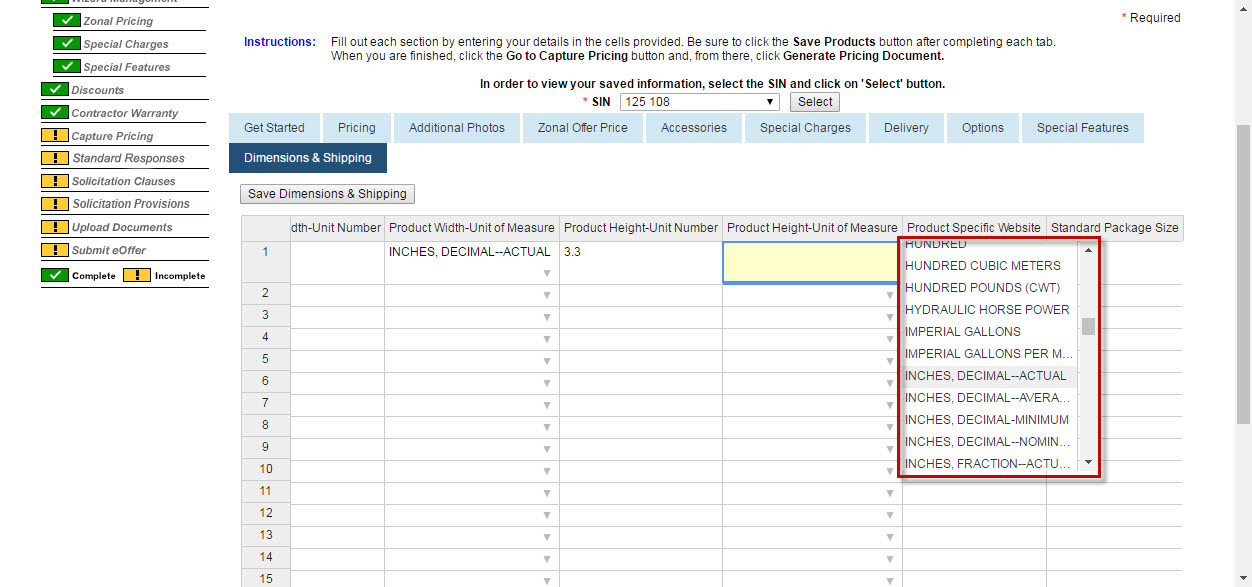 Wizard Management
Zonal Pricing
Special Charges
Special Features
Discounts
Contractor Warranty
Capture Pricing
Standard Responses
Solicitation Clauses
Solicitation Provisions
Upload Documents
Submit eOffer
Complete Incomplete
* Required
Instructions: Fill out each section by entering your details in the cells provided. Be sure to click the Save Products button after completing each tab.
When you are finished, click the Go to Capture Pricing button and, from there, click Generate Pricing Document.
In order to view your saved information, select the SIN and click on 'Select' button.
* SIN 125 108 Select
Get Started Pricing Additional Photos Zonal Offer Price Accessories Special Charges Delivery Options Special Features
Dimensions & Shipping
Save Dimensions & Shipping
dth-Unit Number Product Width-Unit of Measure Product Height-Unit Number Product Height-Unit of Measure Product Specific Website Standard Package Size
1 INCHES, DECIMAL--ACTUAL 3.3
2
3
4
5
6
7
8
9
10
11
12
13
14
15
HUNDRED
HUNDRED CUBIC METERS
HUNDRED POUNDS (CWT)
HYDRAULIC HORSE POWER
IMPERIAL GALLONS
IMPERIAL GALLONS PER M...
INCHES, DECIMAL--ACTUAL
INCHES, DECIMAL--AVERA...
INCHES, DECIMAL-MINIMUM
INCHES, DECIMAL--NOMIN...
INCHES, FRACTION--ACTU...